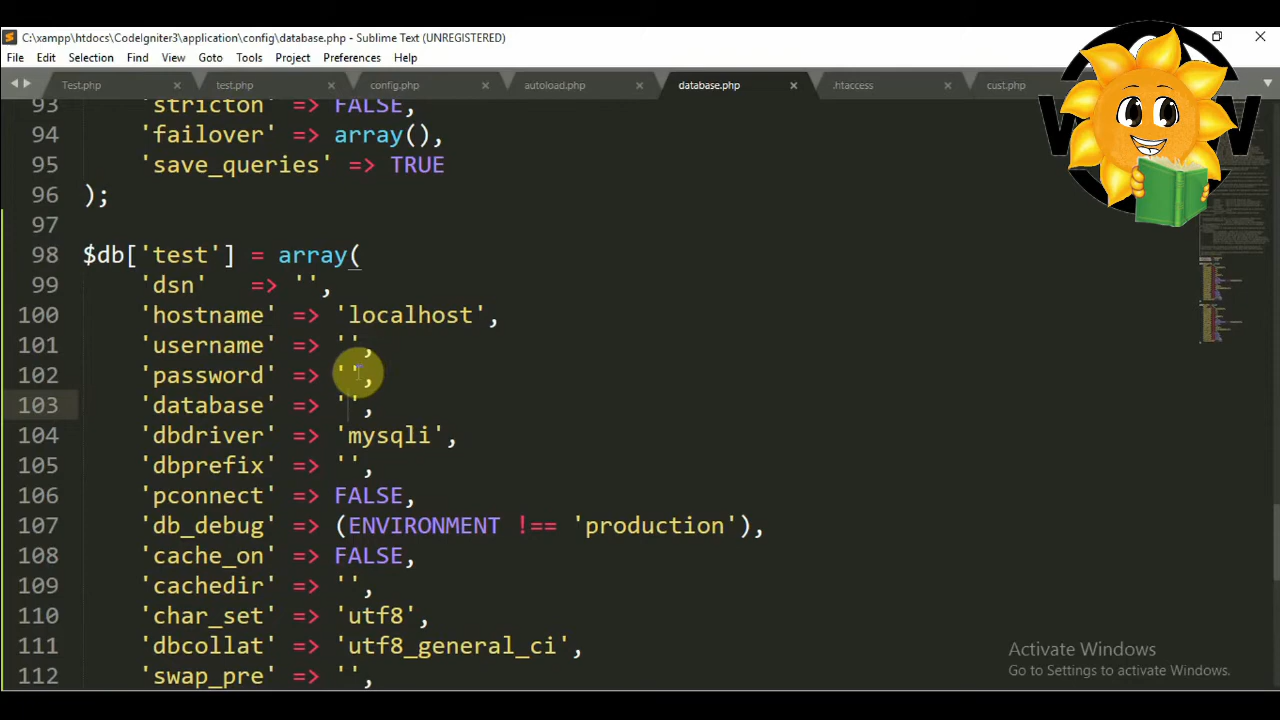 C:\xampp\htdocs\CodeIgniter3\application\config\database.php - Sublime Text (UNREGISTERED)
File Edit Selection Find View Goto Tools Project Preferences Help
Test.php test.php config.php autoload.php database.php .htaccess cust.php
93 'stricton' => FALSE,
94 'failover' => array(),
95 'save_queries' => TRUE
96 );
97
98 $db['test'] = array(
99 'dsn' => '',
100 'hostname' => 'localhost',
101 'username' => '',
102 'password' => '',
103 'database' => '',
104 'dbdriver' => 'mysqli',
105 'dbprefix' => '',
106 'pconnect' => FALSE,
107 'db_debug' => (ENVIRONMENT !== 'production'),
108 'cache_on' => FALSE,
109 'cachedir' => '',
110 'char_set' => 'utf8',
111 'dbcollat' => 'utf8_general_ci',
112 'swap_pre' => '',
Activate Windows
Go to Settings to activate Windows.